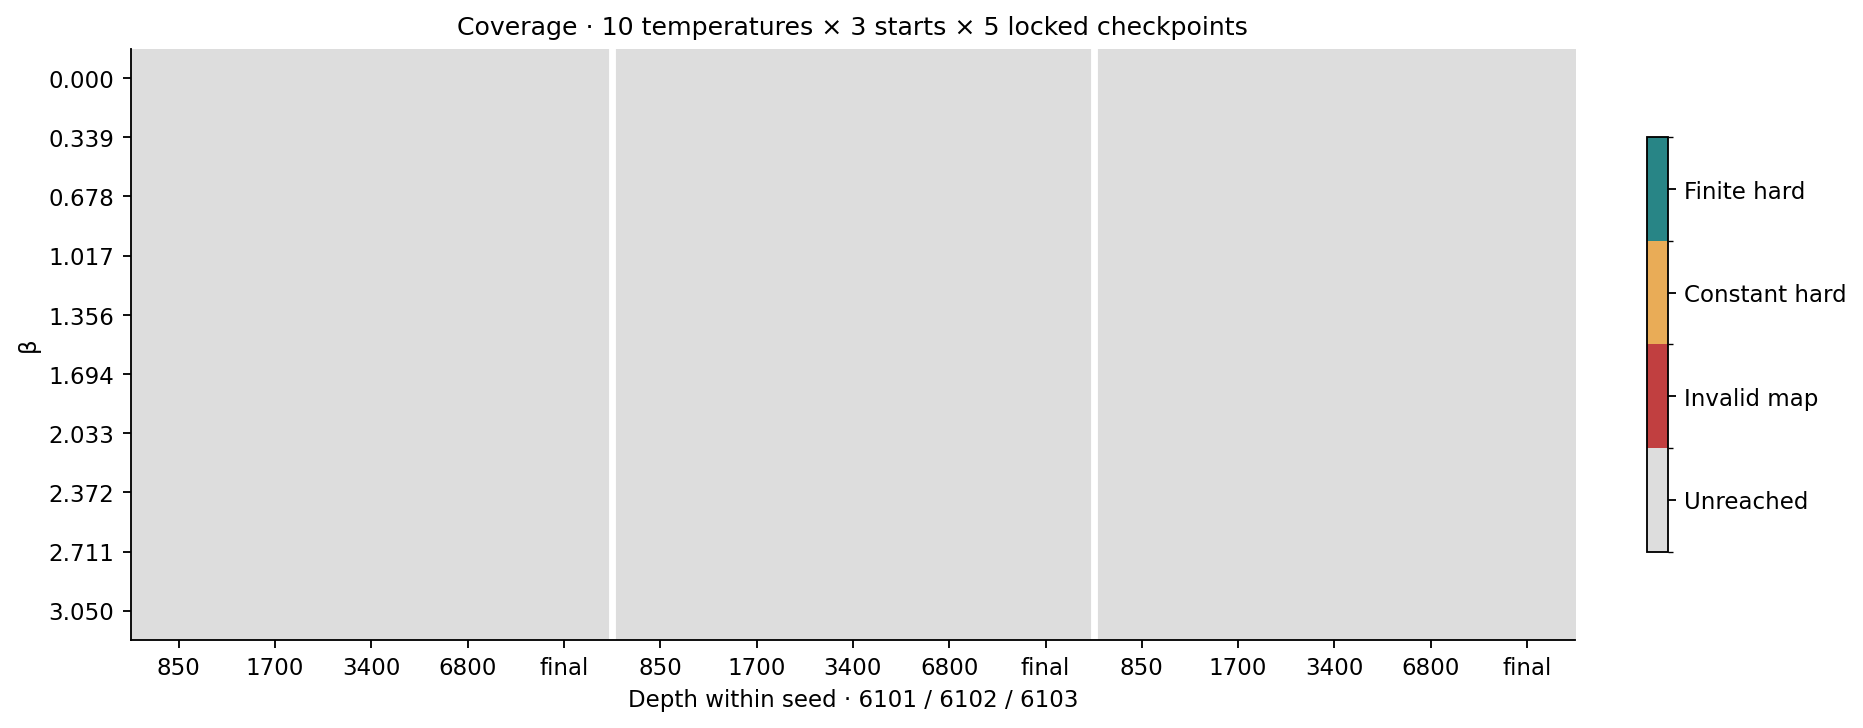 Coverage · 10 temperatures × 3 starts × 5 locked checkpoints
β
0.000
0.339
0.678
1.017
1.356
1.694
2.033
2.372
2.711
3.050
850 1700 3400 6800 final 850 1700 3400 6800 final 850 1700 3400 6800 final
Depth within seed · 6101 / 6102 / 6103
Finite hard
Constant hard
Invalid map
Unreached